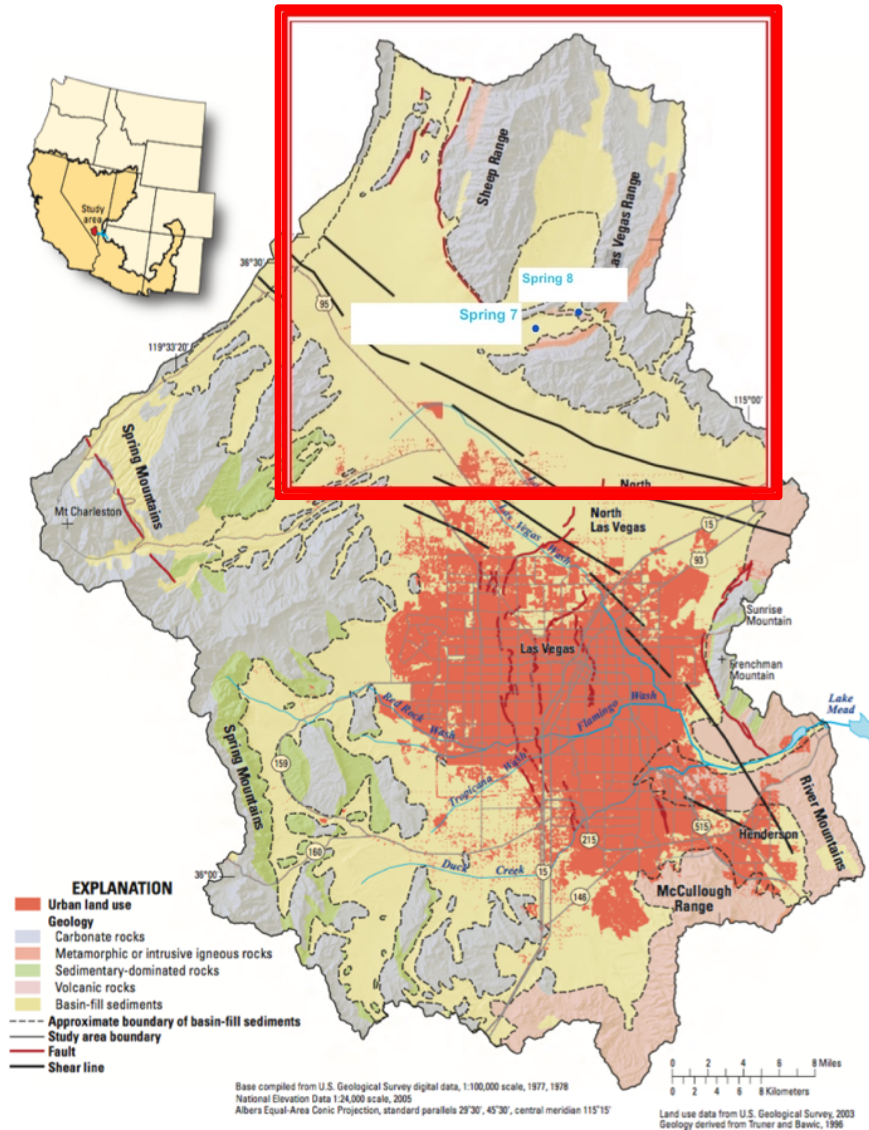 Study
area
Sheep Range
as Vegas Range
Spring 8
Spring 7
36°30'
95
119°33'20"
115°00'
Spring Mountains
Mt Charleston
North
Las Vegas Wash
North
Las Vegas
15
93
Sunrise
Mountain
Las Vegas
Frenchman
Mountain
Lake
Mead
Red Rock Wash
Flamingo Wash
Tropicana Wash
159
Spring Mountains
River Mountains
160
215
515
Henderson
Duck Creek
15
146
36°00'
McCullough
Range
EXPLANATION
Urban land use
Geology
Carbonate rocks
Metamorphic or intrusive igneous rocks
Sedimentary-dominated rocks
Volcanic rocks
Basin-fill sediments
Approximate boundary of basin-fill sediments
Study area boundary
Fault
Shear line
0 2 4 6 8 Miles
0 2 4 6 8 Kilometers
Base compiled from U.S. Geological Survey digital data, 1:100,000 scale, 1977, 1978
National Elevation Data 1:24,000 scale, 2005
Albers Equal-Area Conic Projection, standard parallels 29°30', 45°30', central meridian 115°15'
Land use data from U.S. Geological Survey, 2003
Geology derived from Truner and Bawic, 1996